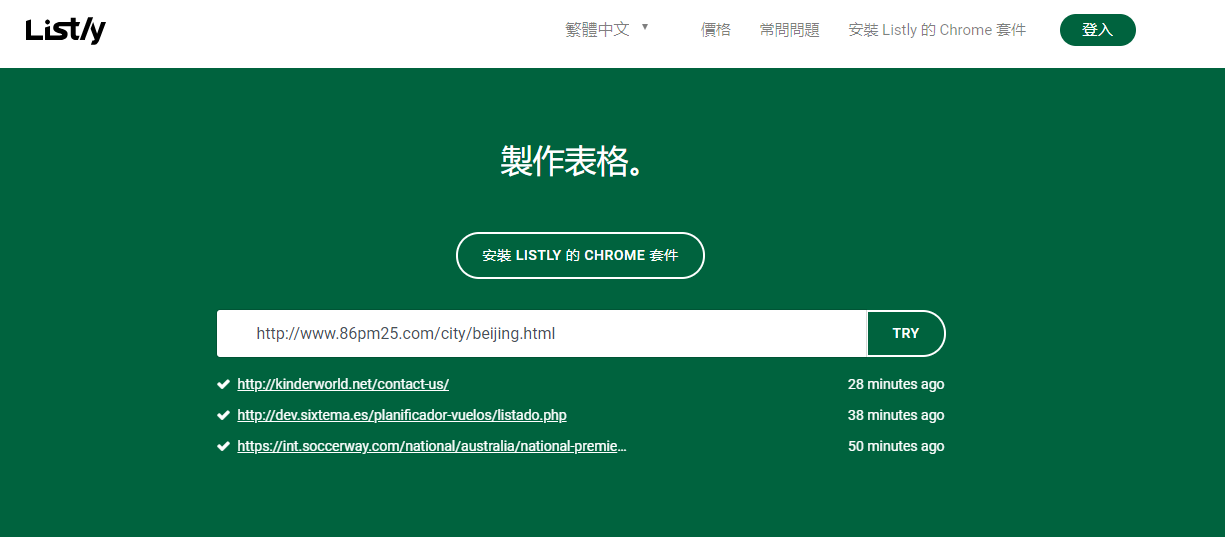 Listly 繁體中文 ▼ 價格 常問問題 安裝 Listly 的 Chrome 套件 登入
製作表格。
安裝 LISTLY 的 CHROME 套件
http://www.86pm25.com/city/beijing.html TRY
http://kinderworld.net/contact-us/ 28 minutes ago
http://dev.sixtema.es/planificador-vuelos/listado.php 38 minutes ago
https://int.soccerway.com/national/australia/national-premie... 50 minutes ago